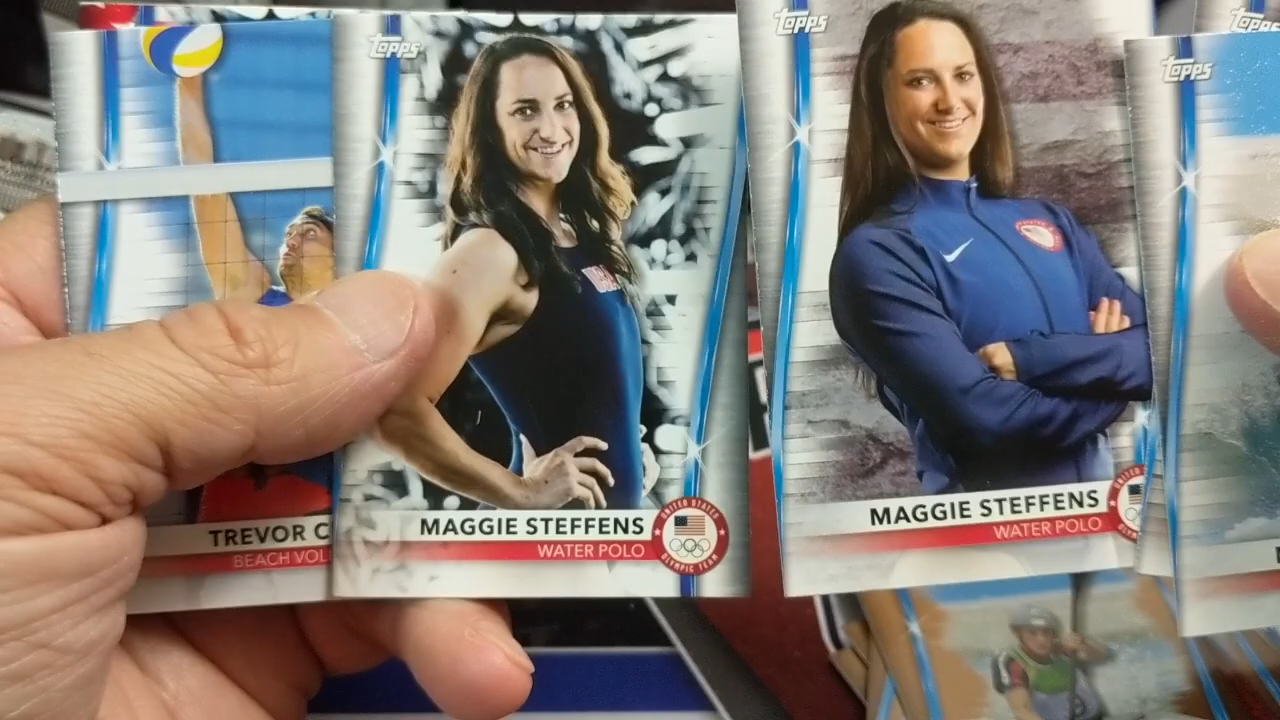 topps
TREVOR C
BEACH VOL
topps
MAGGIE STEFFENS
WATER POLO
UNITED STATES
OLYMPIC TEAM
topps
MAGGIE STEFFENS
WATER POLO
topps
topps